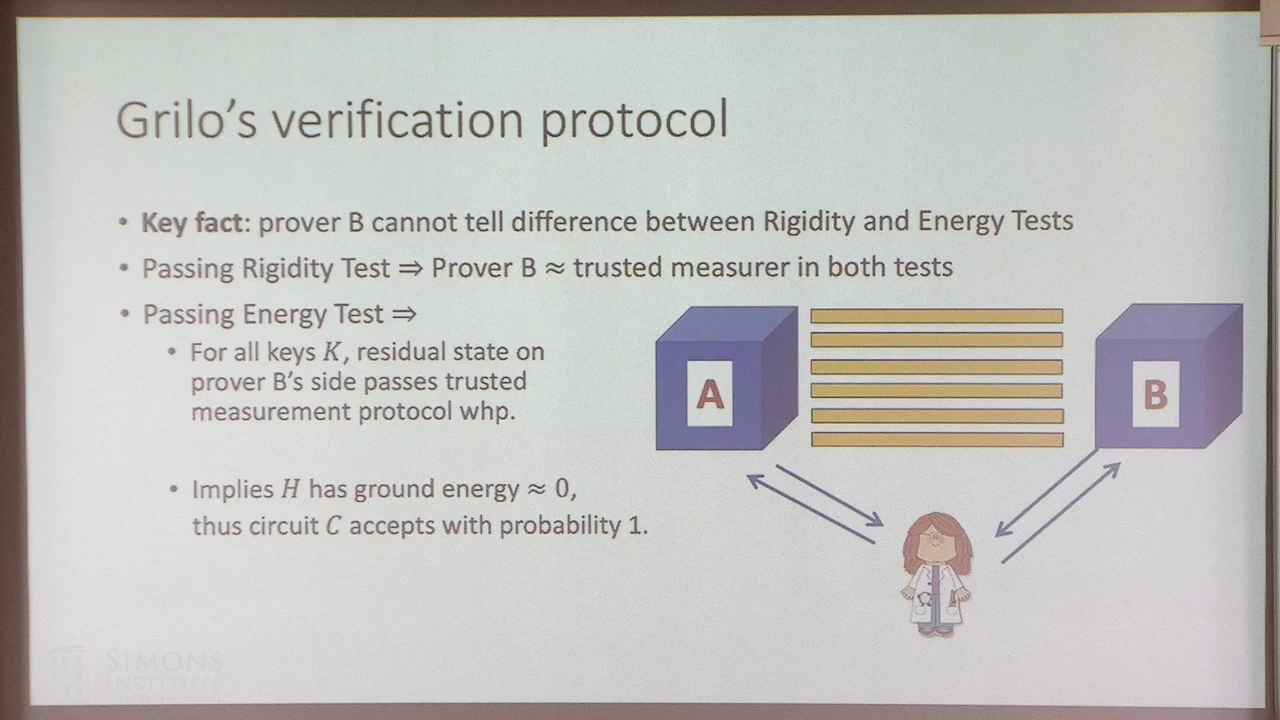 Grilo's verification protocol
• Key fact: prover B cannot tell difference between Rigidity and Energy Tests
• Passing Rigidity Test ⇒ Prover B ≈ trusted measurer in both tests
• Passing Energy Test ⇒
• For all keys K, residual state on
prover B's side passes trusted
measurement protocol whp.
A
B
• Implies H has ground energy ≈ 0,
thus circuit C accepts with probability 1.
SIMONS
INSTITUTE